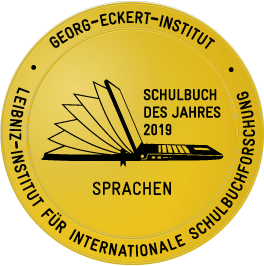 GEORG–ECKERT–INSTITUT
SCHULBUCH
DES JAHRES
2019
SPRACHEN
LEIBNIZ–INSTITUT FÜR INTERNATIONALE SCHULBUCHFORSCHUNG